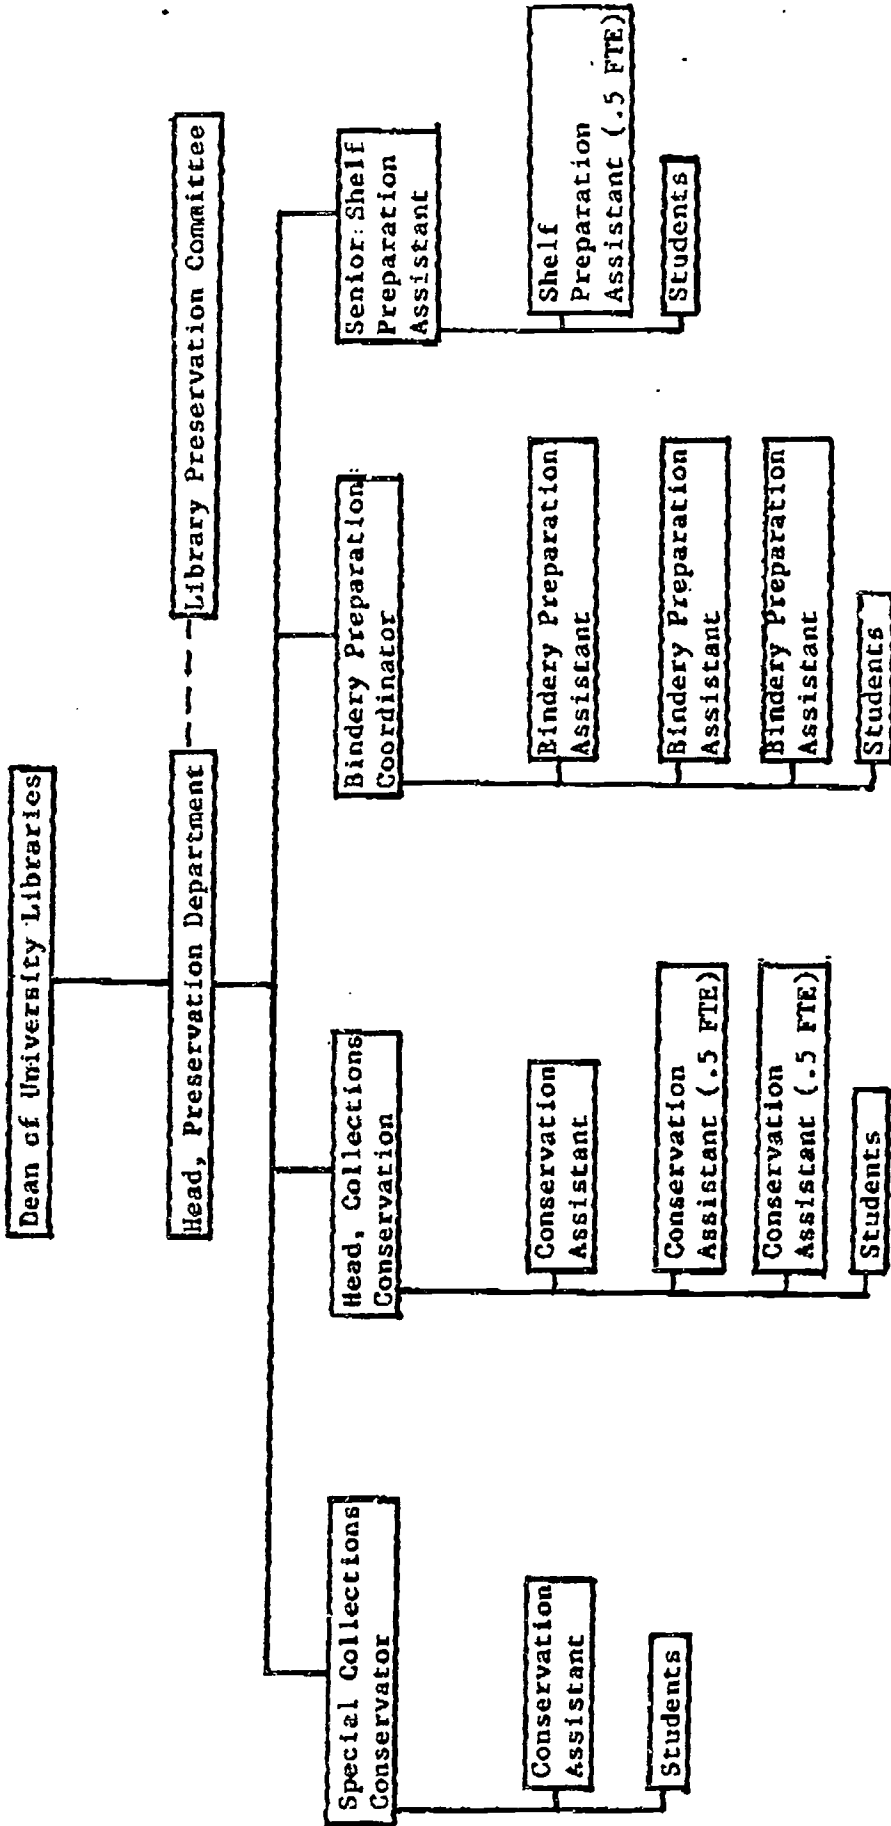 Dean of University Libraries
Head, Preservation Department
Library Preservation Committee
Special Collections
Conservator
Conservation
Assistant
Students
Head, Collections
Conservation
Conservation
Assistant
Conservation
Assistant (.5 FTE)
Conservation
Assistant (.5 FTE)
Students
Bindery Preparation
Coordinator
Bindery Preparation
Assistant
Bindery Preparation
Assistant
Bindery Preparation
Assistant
Students
Senior Shelf
Preparation
Assistant
Shelf
Preparation
Assistant (.5 FTE)
Students